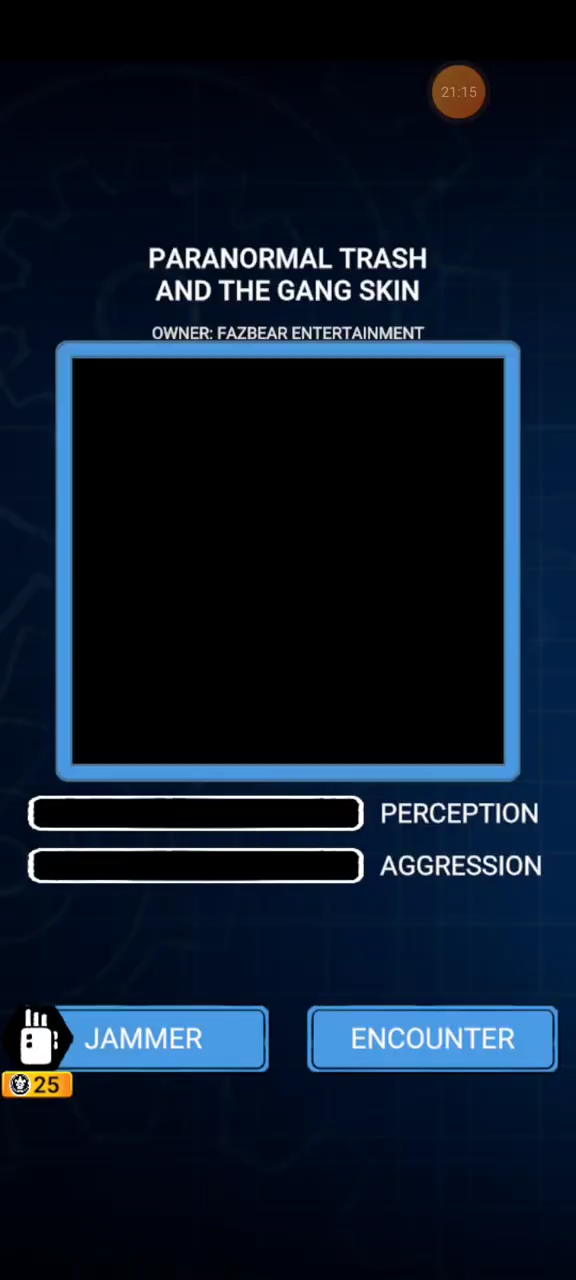 21:15
PARANORMAL TRASH
AND THE GANG SKIN
OWNER: FAZBEAR ENTERTAINMENT
PERCEPTION
AGGRESSION
JAMMER
ENCOUNTER
25